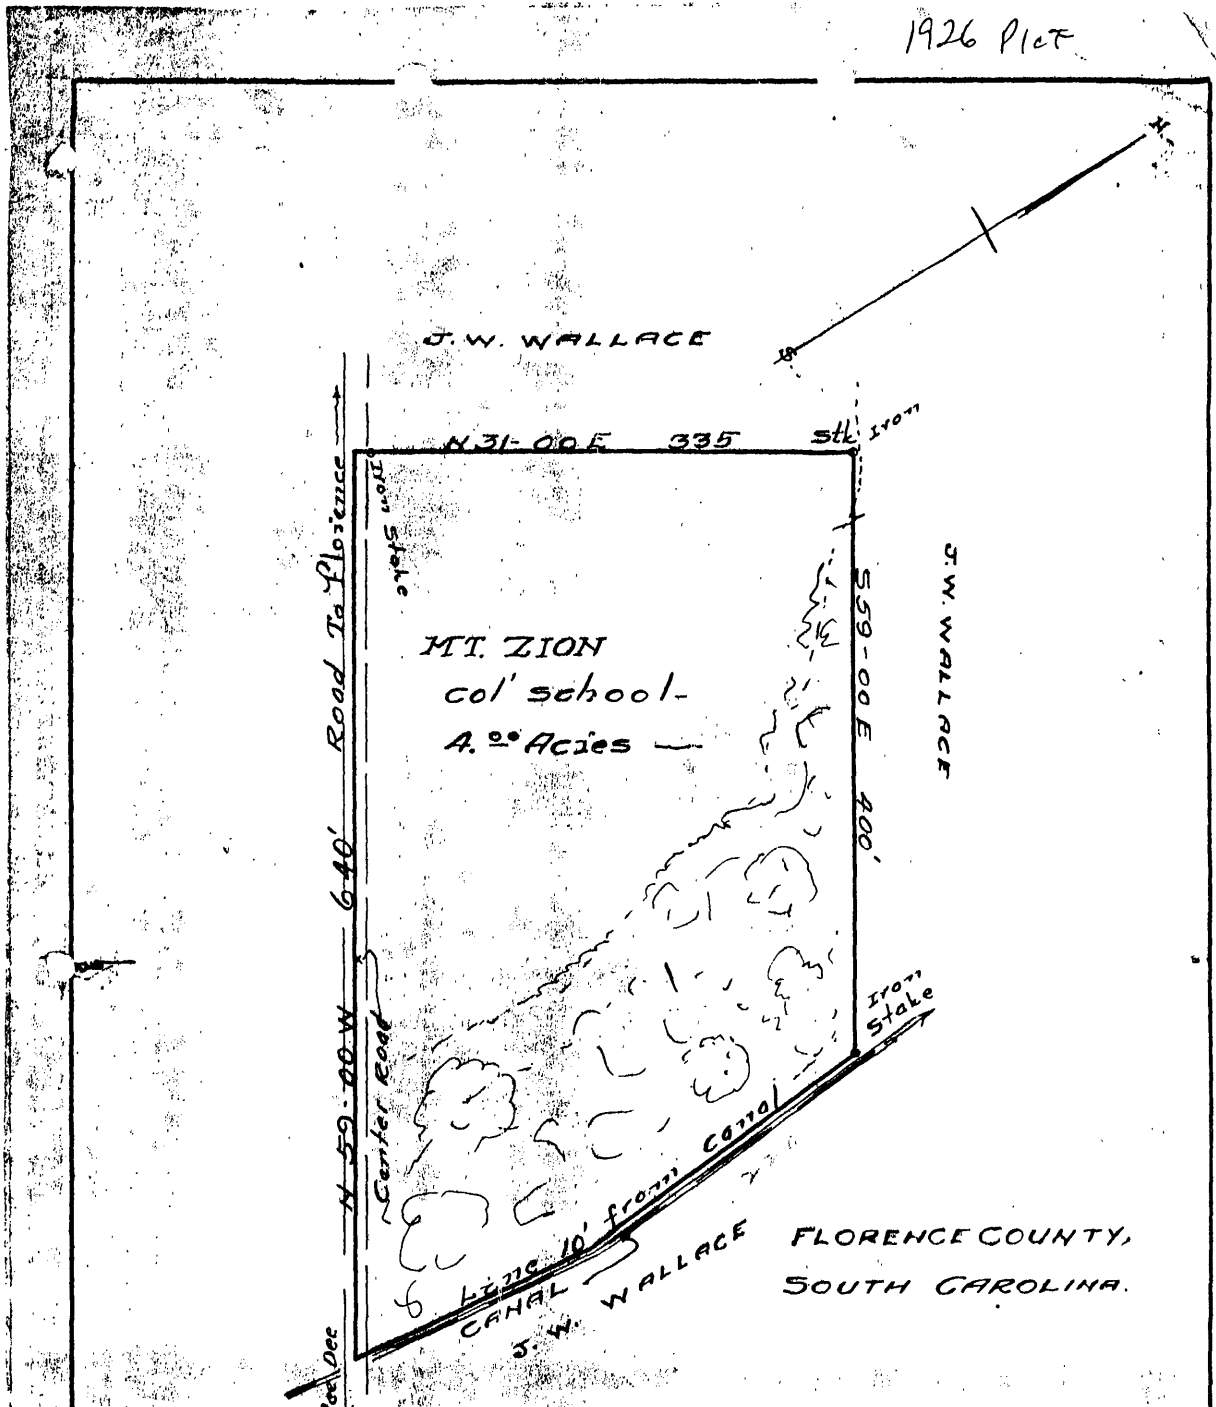 1926 Plat
N.
S.
J.W. WALLACE
N 31-00 E 335
Stk. Iron
Iron Stake
Road To Florence
MT. ZION
col' school-
4.00 Acres
S 59-00 E 400'
J.W. WALLACE
N 59-00 W 640'
Center Road
Iron
Stake
Line 10' from Canal
CANAL
J. W. WALLACE
FLORENCE COUNTY,
SOUTH CAROLINA.
Pee Dee